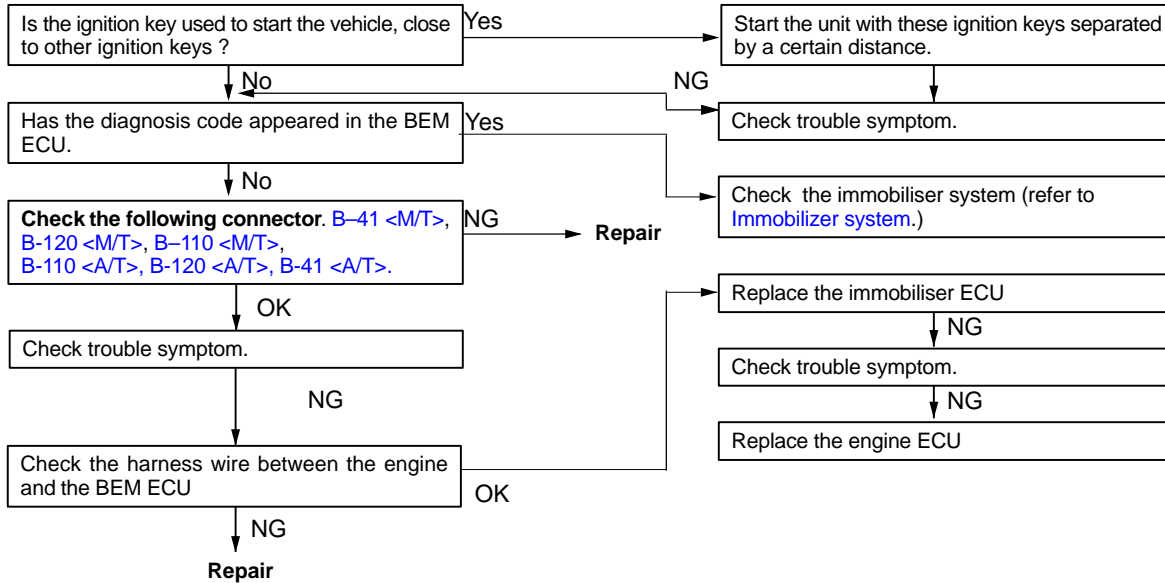 Is the ignition key used to start the vehicle, close
to other ignition keys ?
Yes
Start the unit with these ignition keys separated
by a certain distance.
No
NG
Has the diagnosis code appeared in the BEM
ECU.
Yes
Check trouble symptom.
No
Check the immobiliser system (refer to
Immobilizer system.)
Check the following connector. B–41 <M/T>,
B-120 <M/T>, B–110 <M/T>,
B-110 <A/T>, B-120 <A/T>, B-41 <A/T>.
NG
Repair
OK
Replace the immobiliser ECU
NG
Check trouble symptom.
Check trouble symptom.
NG
NG
Replace the engine ECU
Check the harness wire between the engine
and the BEM ECU
OK
NG
Repair